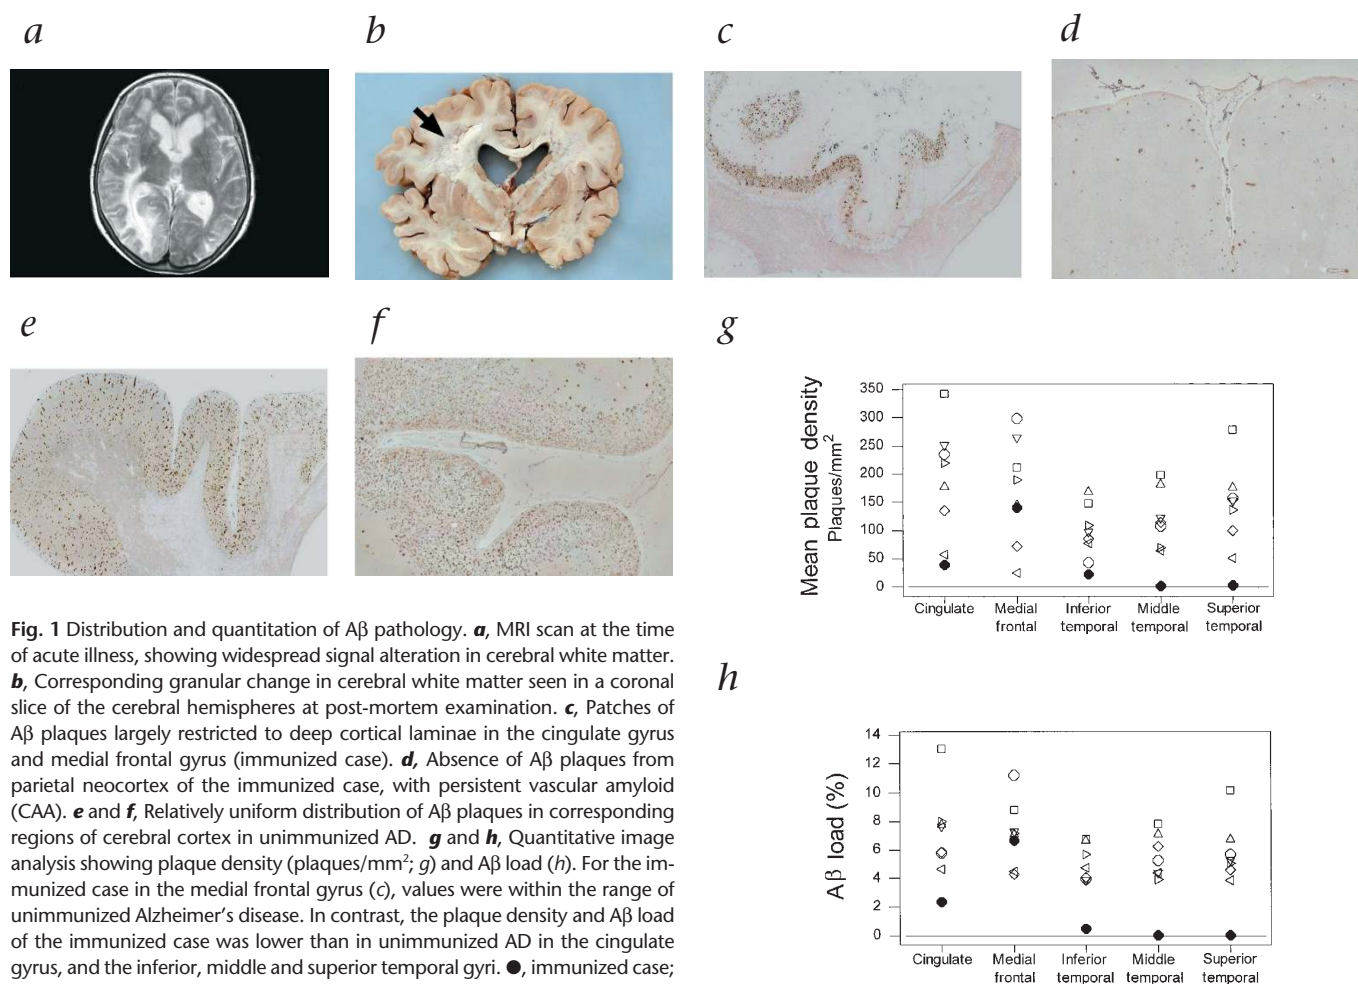 a
b
c
d
e
f
g
Mean plaque density
Plaques/mm²
350
300
250
200
150
100
50
0
Cingulate
Medial frontal
Inferior temporal
Middle temporal
Superior temporal
Fig. 1 Distribution and quantitation of Aβ pathology. a, MRI scan at the time
of acute illness, showing widespread signal alteration in cerebral white matter.
b, Corresponding granular change in cerebral white matter seen in a coronal
slice of the cerebral hemispheres at post-mortem examination. c, Patches of
Aβ plaques largely restricted to deep cortical laminae in the cingulate gyrus
and medial frontal gyrus (immunized case). d, Absence of Aβ plaques from
parietal neocortex of the immunized case, with persistent vascular amyloid
(CAA). e and f, Relatively uniform distribution of Aβ plaques in corresponding
regions of cerebral cortex in unimmunized AD. g and h, Quantitative image
analysis showing plaque density (plaques/mm²; g) and Aβ load (h). For the im-
munized case in the medial frontal gyrus (c), values were within the range of
unimmunized Alzheimer's disease. In contrast, the plaque density and Aβ load
of the immunized case was lower than in unimmunized AD in the cingulate
gyrus, and the inferior, middle and superior temporal gyri. ●, immunized case;
h
Aβ load (%)
14
12
10
8
6
4
2
0
Cingulate
Medial frontal
Inferior temporal
Middle temporal
Superior temporal